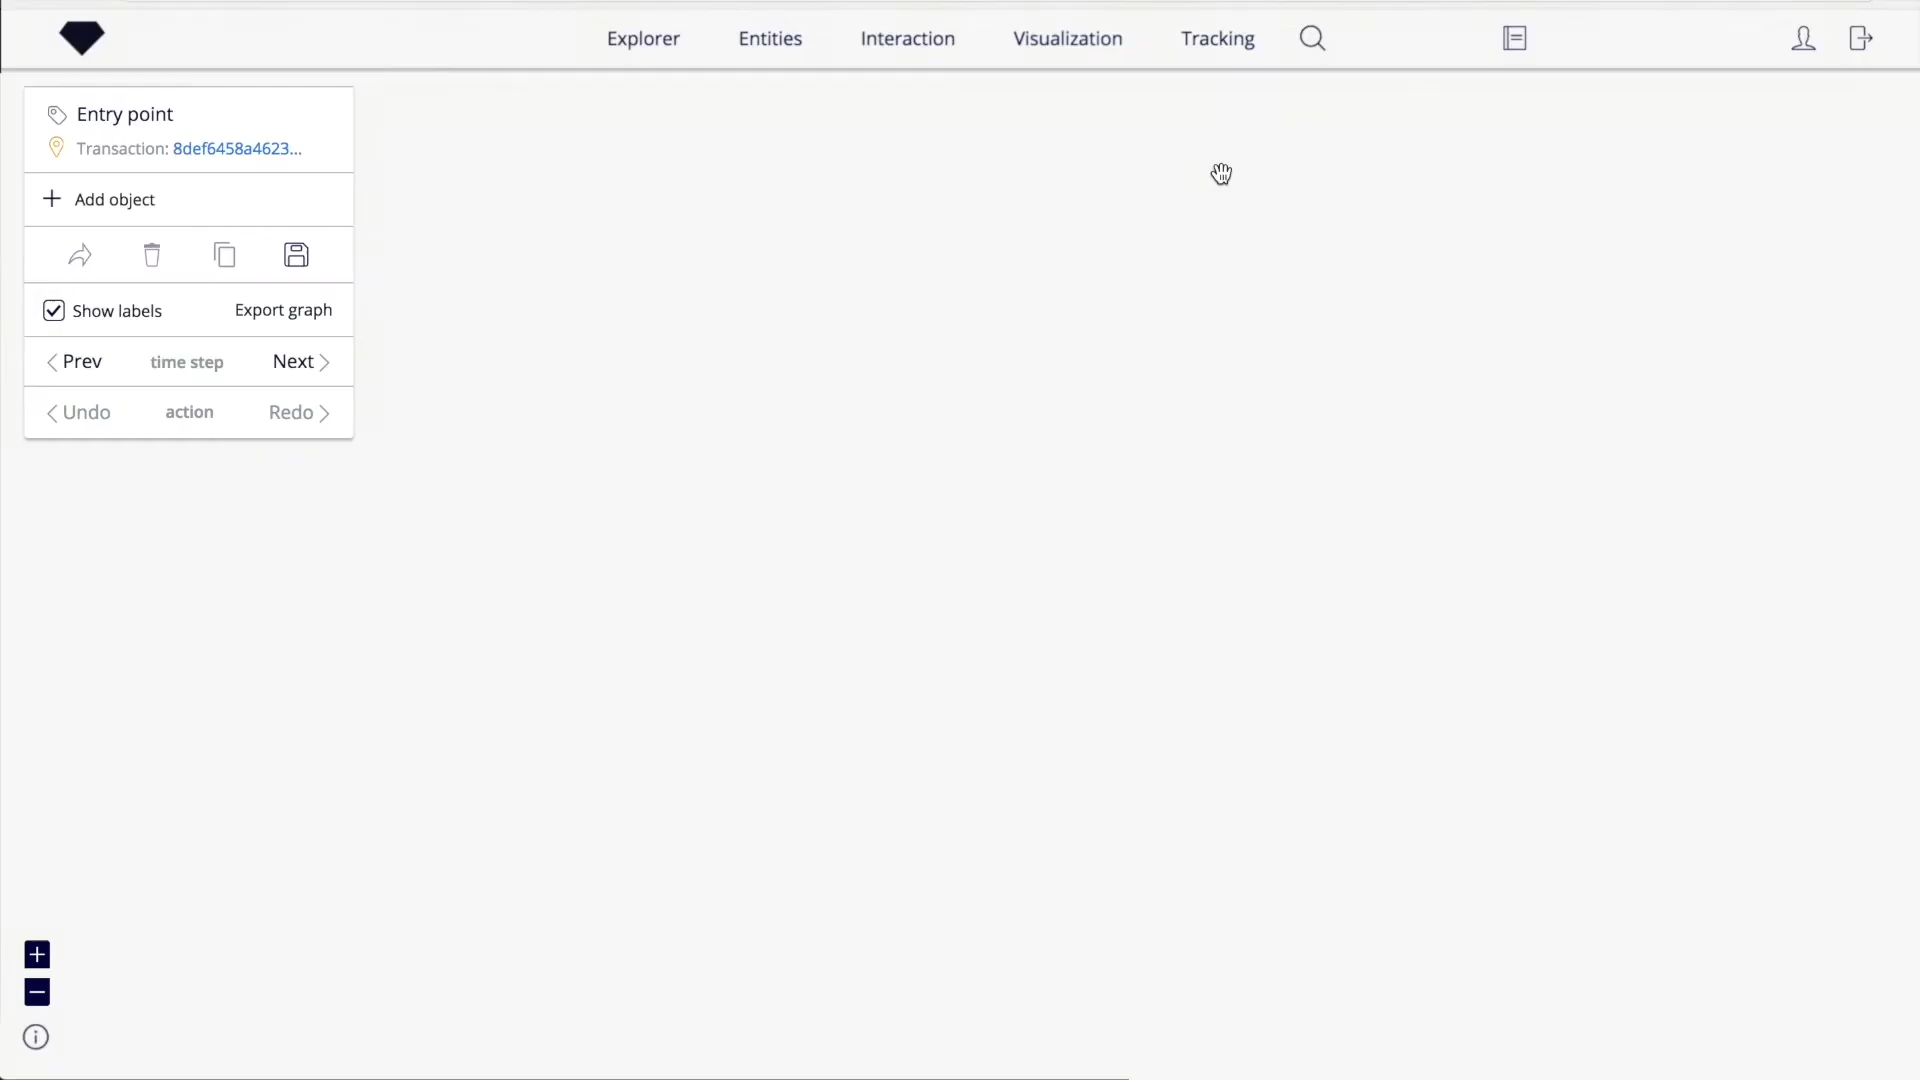 Explorer Entities Interaction Visualization Tracking
Entry point
Transaction: 8def6458a4623...
Add object
Show labels Export graph
Prev time step Next
Undo action Redo